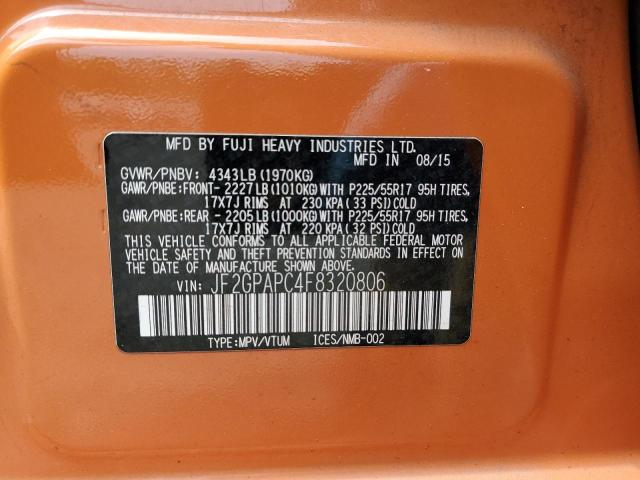 MFD BY FUJI HEAVY INDUSTRIES LTD.
MFD IN 08/15
GVWR/PNBV: 4343LB (1970KG)
GAWR/PNBE:FRONT- 2227LB (1010KG) WITH P225/55R17 95H TIRES,
17X7J RIMS AT 230 KPA( 33 PSI)COLD
GAWR/PNBE:REAR - 2205LB (1000KG) WITH P225/55R17 95H TIRES,
17X7J RIMS AT 220 KPA( 32 PSI)COLD
THIS VEHICLE CONFORMS TO ALL APPLICABLE FEDERAL MOTOR
VEHICLE SAFETY AND THEFT PREVENTION STANDARDS IN EFFECT ON
THE DATE OF MANUFACTURE SHOWN ABOVE.
VIN: JF2GPAPC4F8320806
TYPE:MPV/VTUM ICES/NMB-002